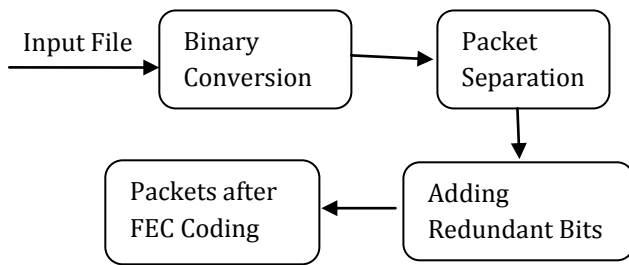 Input File
Binary
Conversion
Packet
Separation
Adding
Redundant Bits
Packets after
FEC Coding